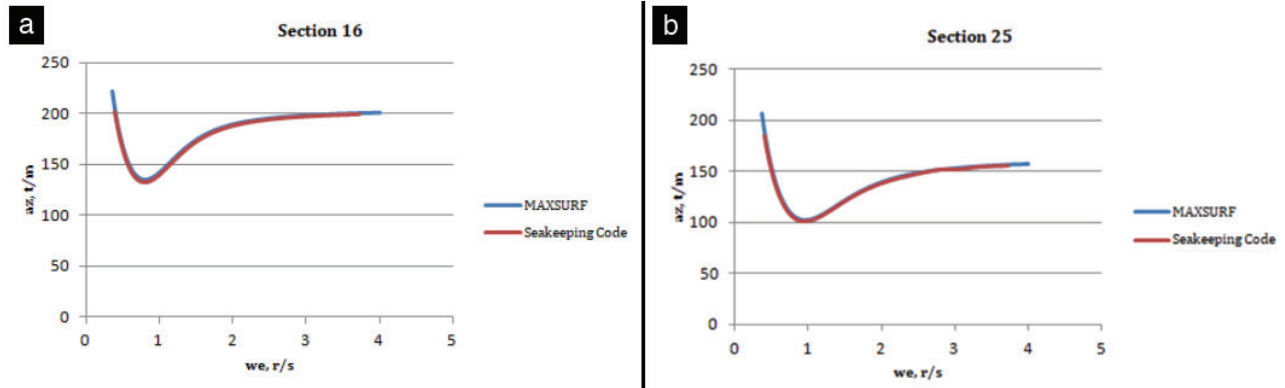 a
Section 16
250
200
150
100
50
0
az, t/m
0 1 2 3 4 5
we, r/s
MAXSURF
Seakeeping Code
b
Section 25
250
200
150
100
50
0
az, t/m
0 1 2 3 4 5
we, r/s
MAXSURF
Seakeeping Code